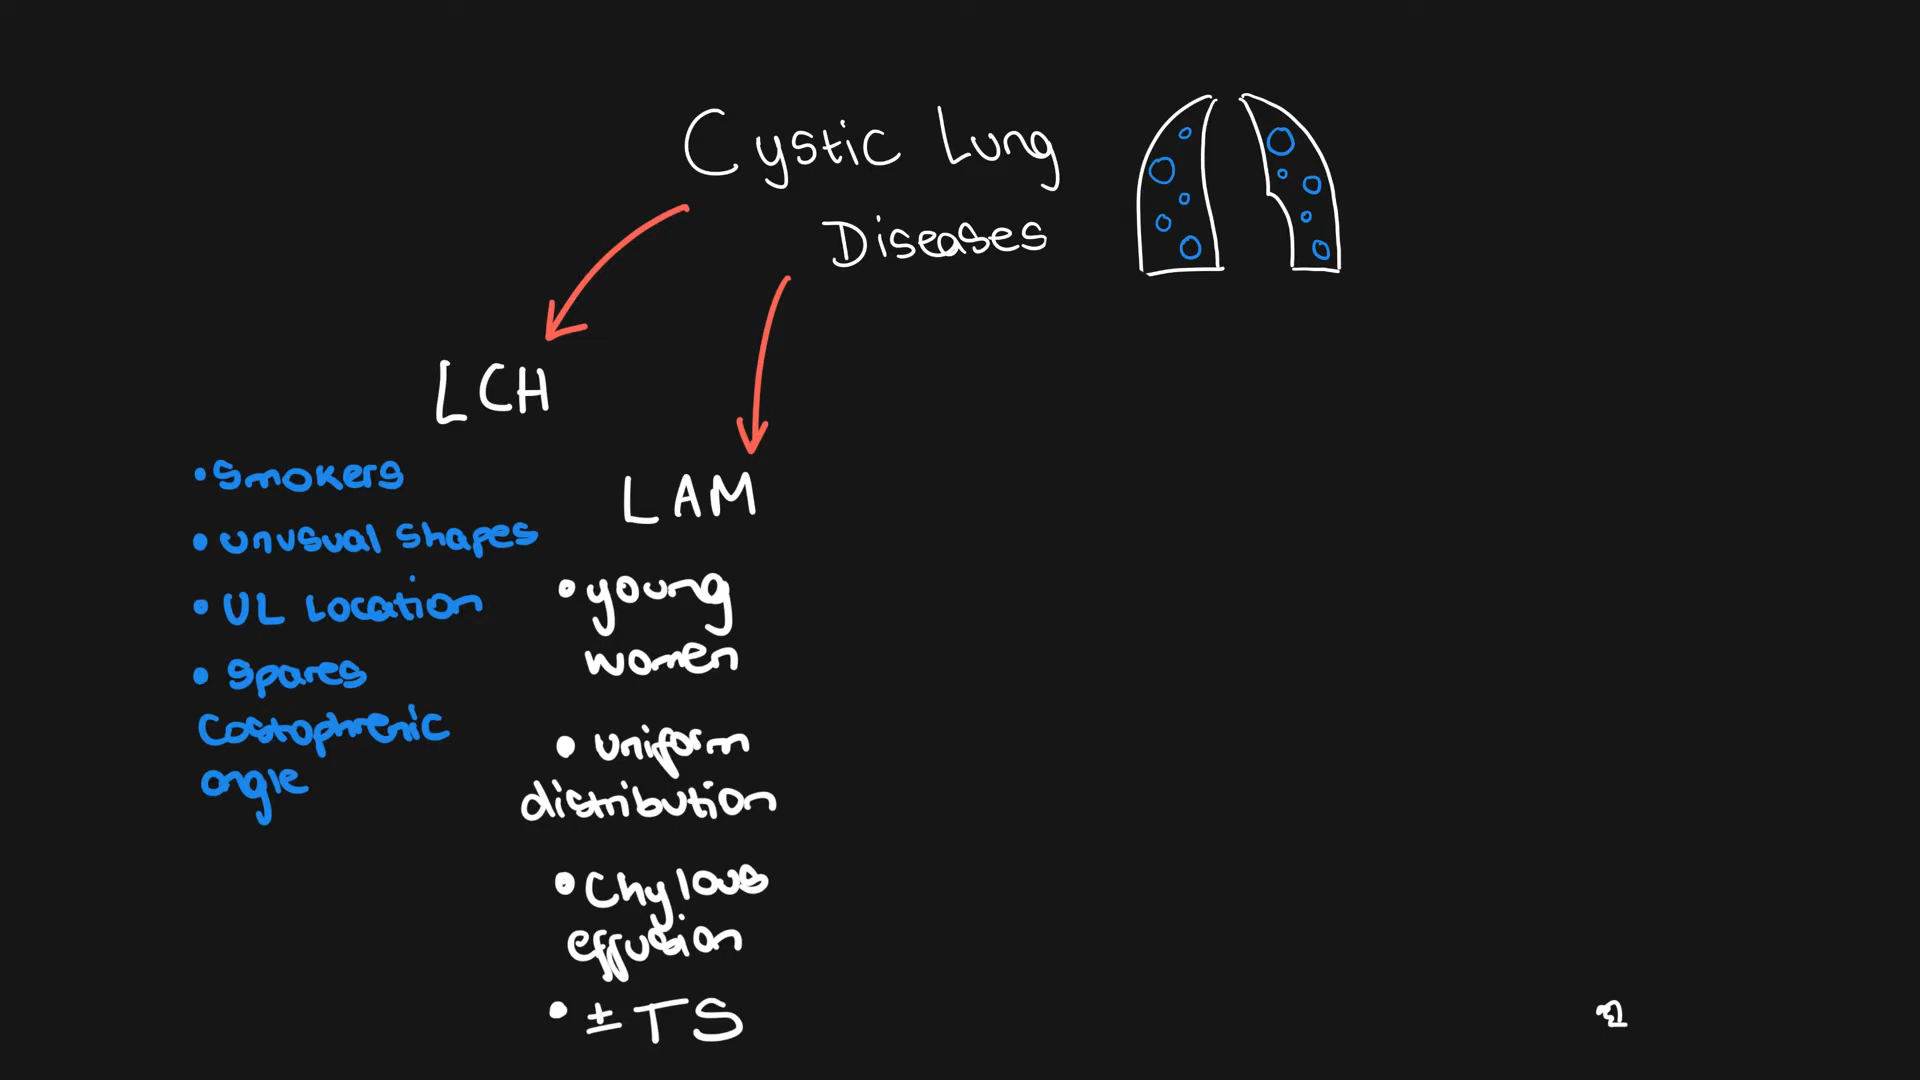 Cystic Lung
Diseases
LCH
• Smokers
• unusual shapes
• UL Location
• Spares
Costophrenic
angle
LAM
• young
women
• uniform
distribution
• Chylous
effusion
• ± TS